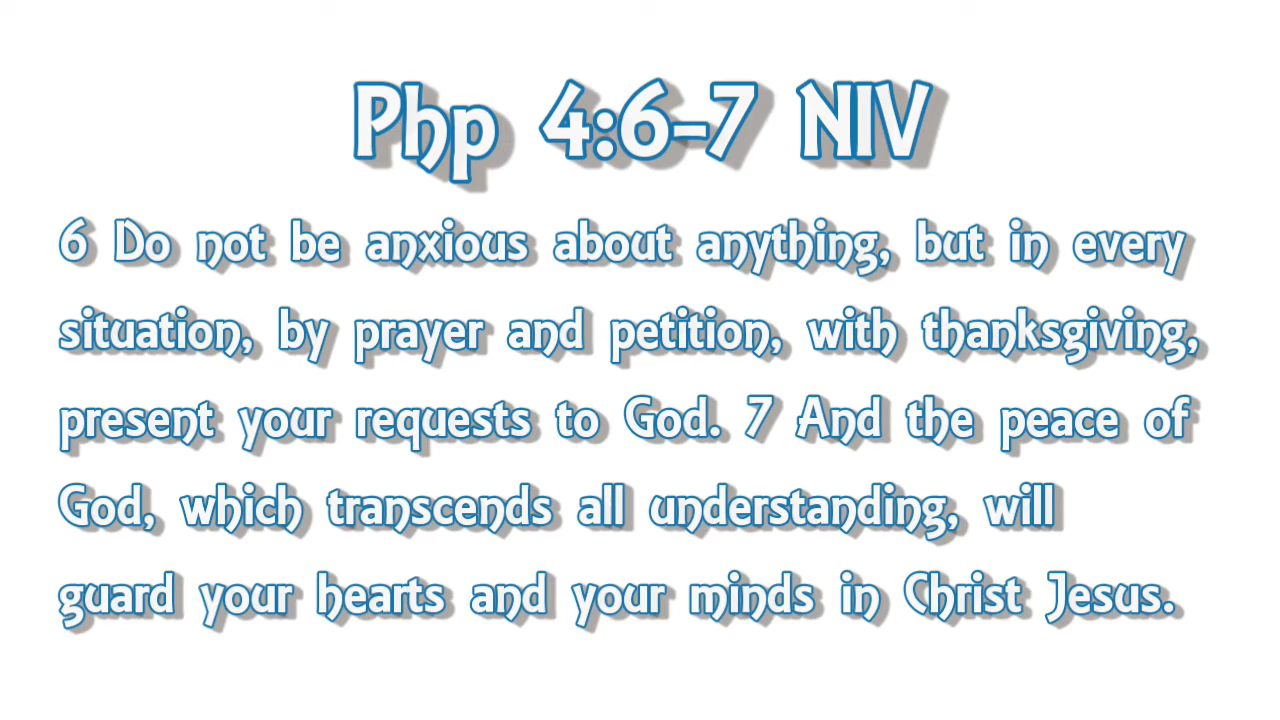 Php 4:6-7 NIV
6 Do not be anxious about anything, but in every
situation, by prayer and petition, with thanksgiving,
present your requests to God. 7 And the peace of
God, which transcends all understanding, will
guard your hearts and your minds in Christ Jesus.